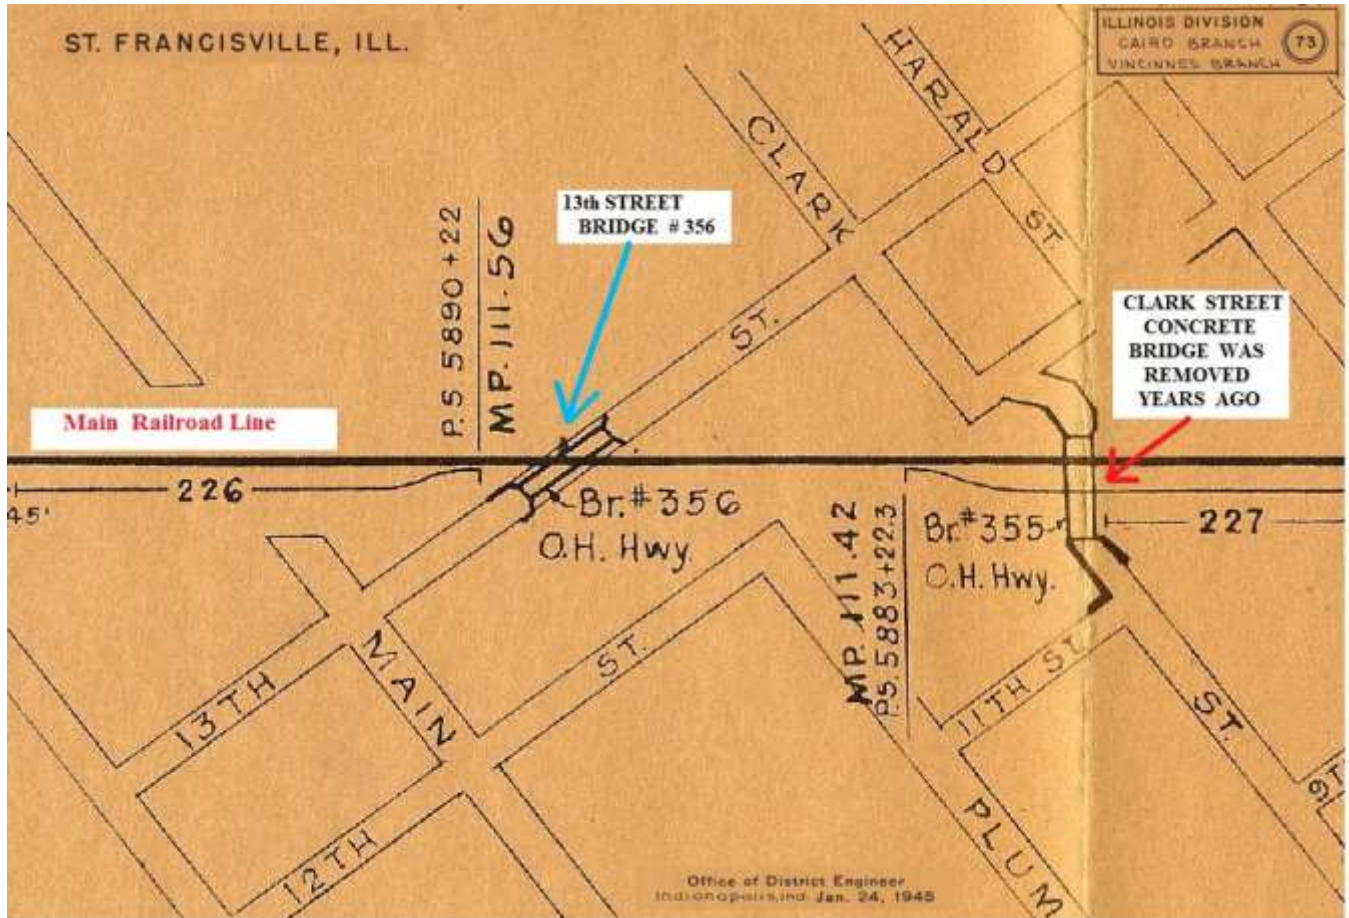 ST. FRANCISVILLE, ILL.
ILLINOIS DIVISION
CAIRO BRANCH
VINCINNES BRANCH
73
HARALD
ST.
CLARK
13th STREET
BRIDGE # 356
P.S 5890+22
MP. 111.56
ST.
CLARK STREET
CONCRETE
BRIDGE WAS
REMOVED
YEARS AGO
Main Railroad Line
226
45'
Br. #356
O.H. Hwy.
MP. 111.42
P.S. 5883+22.3
Br. #355
O.H. Hwy.
227
13TH
MAIN
ST.
11TH ST.
ST.
12TH
PLUM
Office of District Engineer
Indianapolis, Ind. Jan. 24, 1945